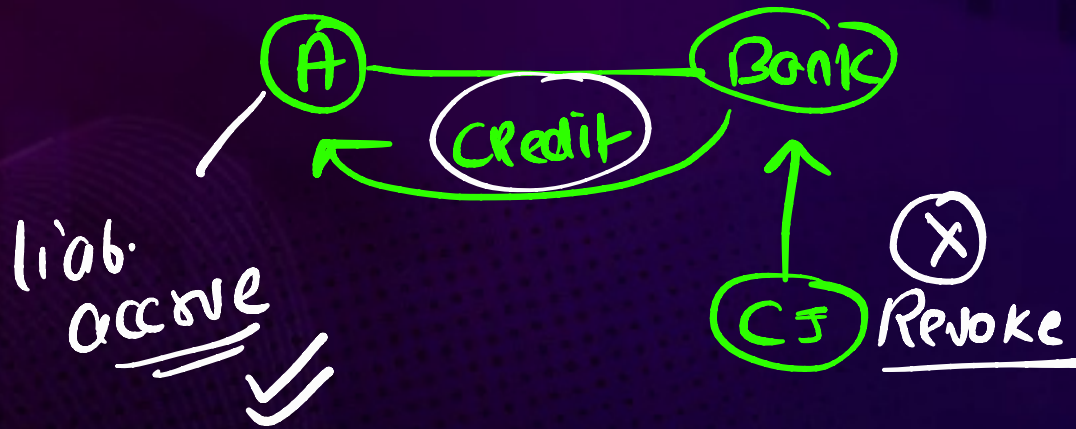 A
Bank
Credit
liab.
accrue
X
CJ
Revoke